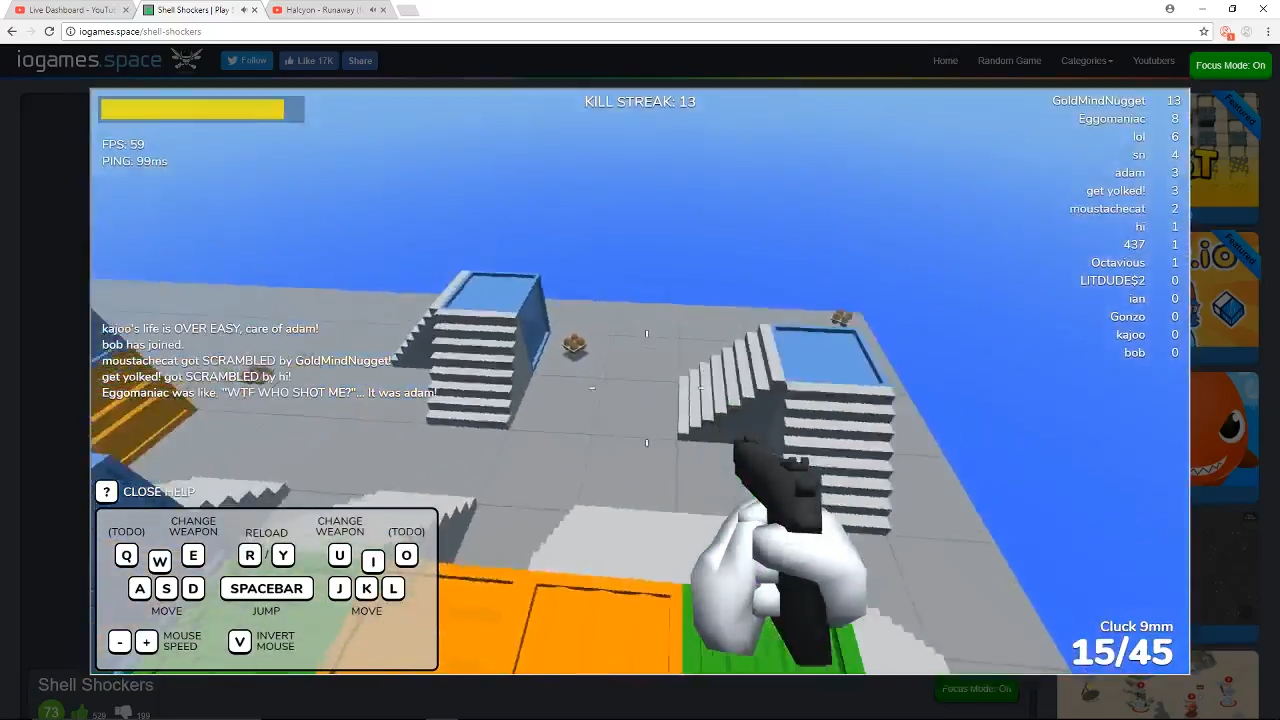 Live Dashboard - YouTu
Shell Shockers | Play S
Halcyon - Runaway (f
iogames.space/shell-shockers
iogames.space
Follow
Like 17K
Share
Home
Random Game
Categories
Youtubers
Focus Mode: On
KILL STREAK: 13
FPS: 59
PING: 99ms
GoldMindNugget 13
Eggomaniac 8
lol 6
sn 4
adam 3
get yolked! 3
moustachecat 2
hi 1
437 1
Octavious 1
LITDUDE$2 0
ian 0
Gonzo 0
kajoo 0
bob 0
Featured
Featured
.io
kajoo's life is OVER EASY, care of adam!
bob has joined.
moustachecat got SCRAMBLED by GoldMindNugget!
get yolked! got SCRAMBLED by hi!
Eggomaniac was like. "WTF WHO SHOT ME?"... It was adam!
? CLOSE HELP
(TODO) CHANGE WEAPON RELOAD CHANGE WEAPON (TODO)
Q W E R / Y U I O
A S D SPACEBAR J K L
MOVE JUMP MOVE
- + MOUSE SPEED V INVERT MOUSE
Cluck 9mm
15/45
Shell Shockers
Focus Mode: On
73 529 199